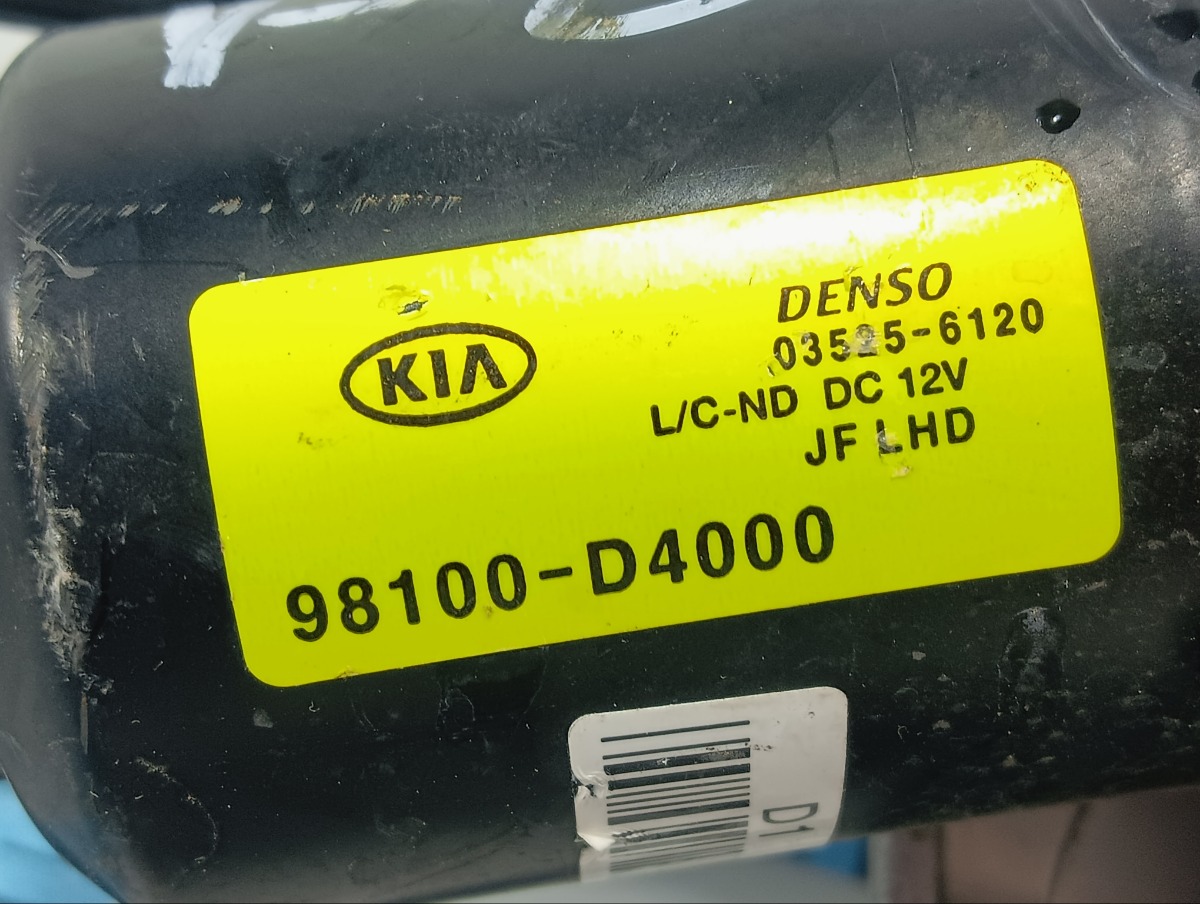 KIA
DENSO
03525-6120
L/C-ND DC 12V
JF LHD
98100-D4000
D1